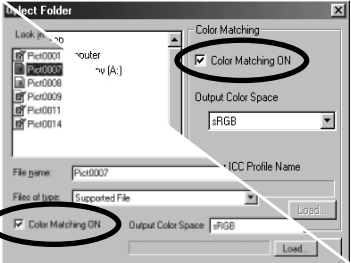 Select Folder
Look in:
Pict0001
Pict0007
Pict0008
Pict0009
Pict0011
Pict0014
(A:)
Color Matching
Color Matching ON
Output Color Space
sRGB
ICC Profile Name
Load...
File name: Pict0007
Files of type: Supported File
Color Matching ON
Output Color Space sRGB
Load...